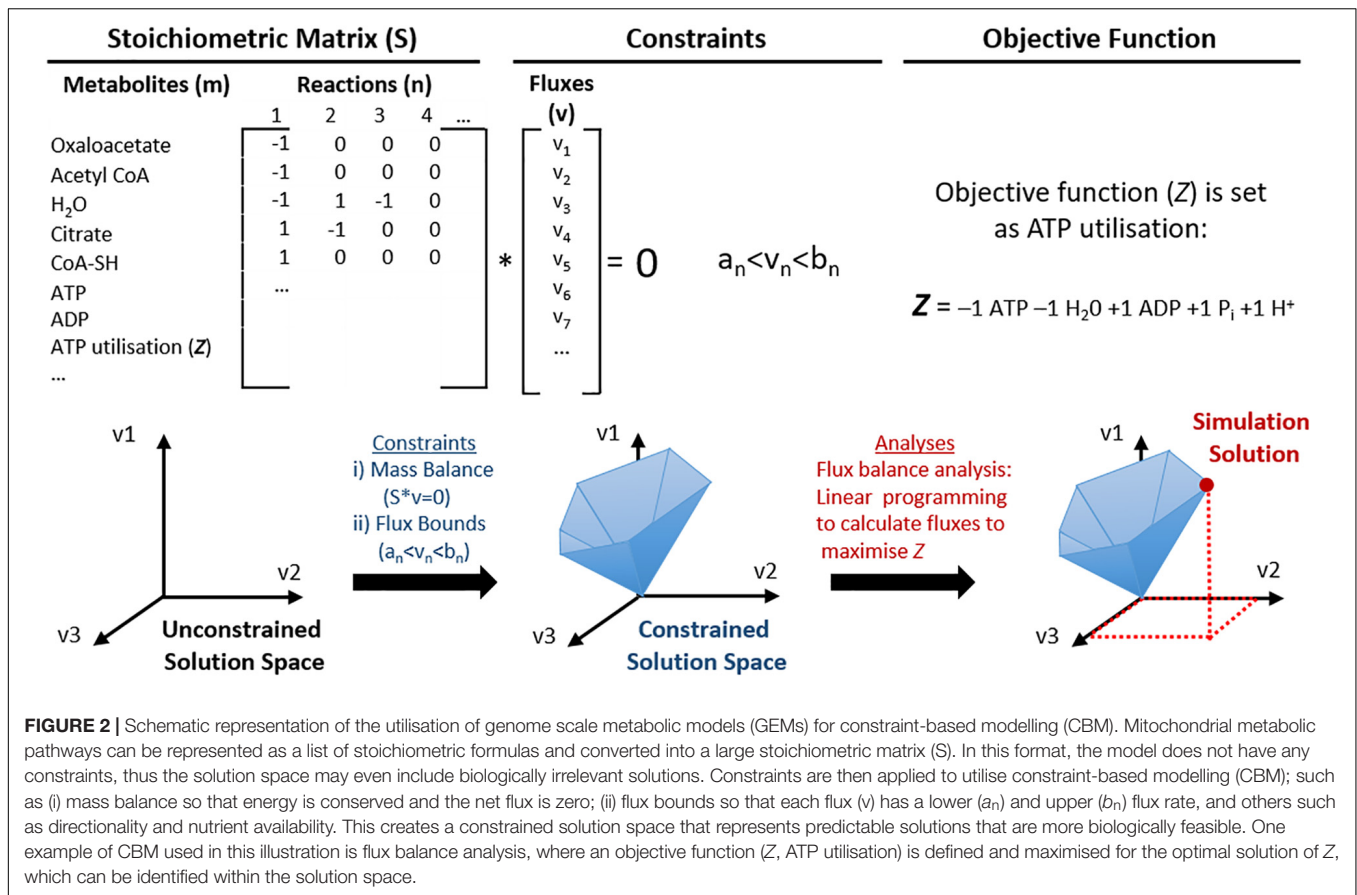 Stoichiometric Matrix (S)
Constraints
Objective Function
Metabolites (m)
Reactions (n)
Fluxes
(v)
1 2 3 4 ...
Oxaloacetate -1 0 0 0
Acetyl CoA -1 0 0 0
H₂O -1 1 -1 0
Citrate 1 -1 0 0
CoA-SH 1 0 0 0
ATP ...
ADP
ATP utilisation (Z)
...
*
v₁
v₂
v₃
v₄
v₅
v₆
v₇
...
= 0
aₙ<vₙ<bₙ
Objective function (Z) is set
as ATP utilisation:
Z = −1 ATP −1 H₂0 +1 ADP +1 Pᵢ +1 H⁺
v1
v2
v3
Unconstrained
Solution Space
Constraints
i) Mass Balance
(S*v=0)
ii) Flux Bounds
(aₙ<vₙ<bₙ)
v1
v2
v3
Constrained
Solution Space
Analyses
Flux balance analysis:
Linear programming
to calculate fluxes to
maximise Z
v1
v2
v3
Simulation
Solution
FIGURE 2 | Schematic representation of the utilisation of genome scale metabolic models (GEMs) for constraint-based modelling (CBM). Mitochondrial metabolic
pathways can be represented as a list of stoichiometric formulas and converted into a large stoichiometric matrix (S). In this format, the model does not have any
constraints, thus the solution space may even include biologically irrelevant solutions. Constraints are then applied to utilise constraint-based modelling (CBM); such
as (i) mass balance so that energy is conserved and the net flux is zero; (ii) flux bounds so that each flux (v) has a lower (aₙ) and upper (bₙ) flux rate, and others such
as directionality and nutrient availability. This creates a constrained solution space that represents predictable solutions that are more biologically feasible. One
example of CBM used in this illustration is flux balance analysis, where an objective function (Z, ATP utilisation) is defined and maximised for the optimal solution of Z,
which can be identified within the solution space.